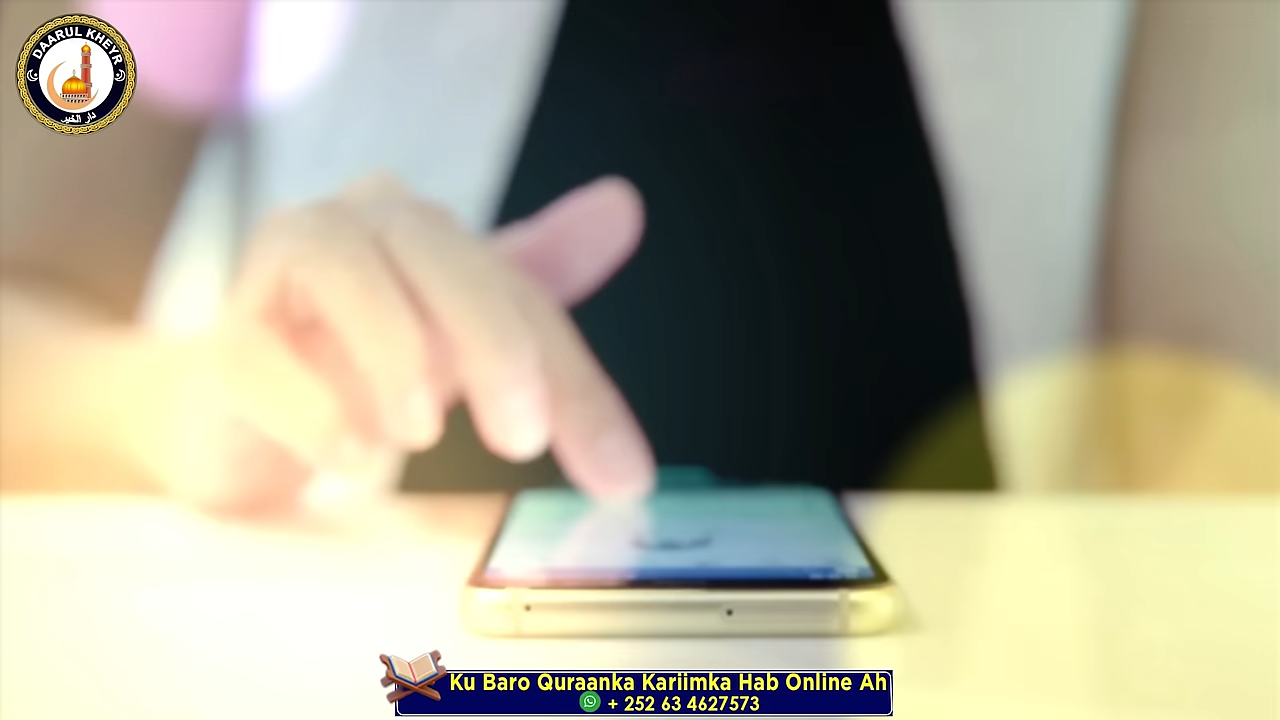 DAARUL KHEYR
دار الخير
Ku Baro Quraanka Kariimka Hab Online Ah
+ 252 63 4627573